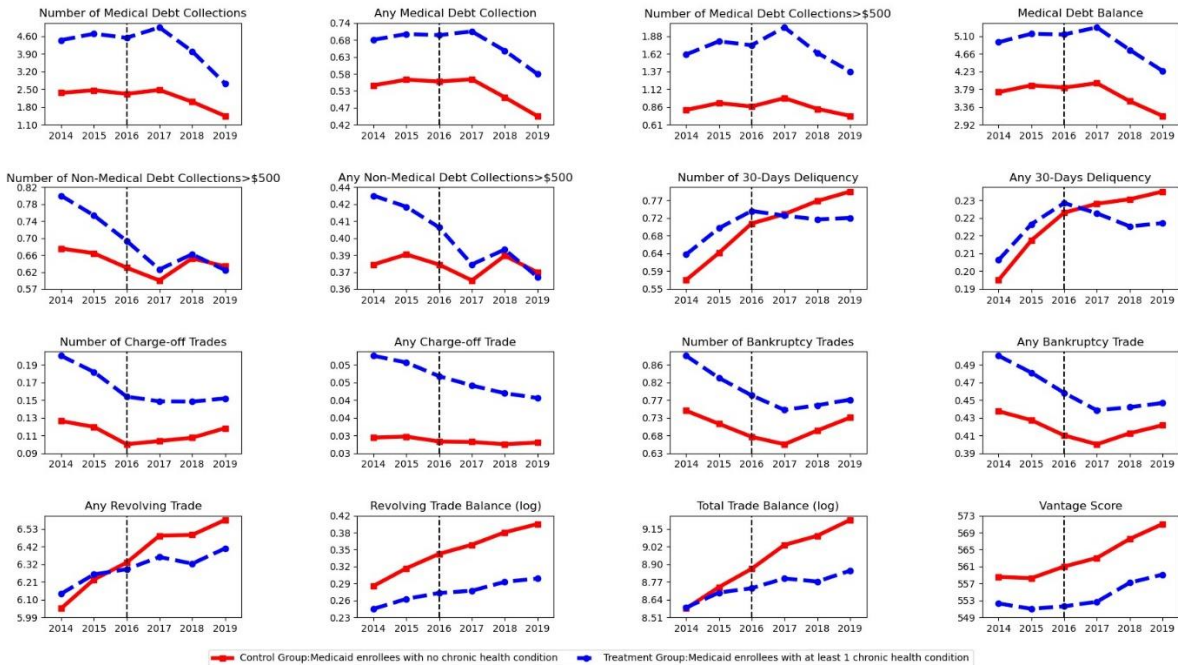 Number of Medical Debt Collections
4.60
3.90
3.20
2.50
1.80
1.10
2014 2015 2016 2017 2018 2019
Any Medical Debt Collection
0.74
0.68
0.63
0.58
0.53
0.47
0.42
2014 2015 2016 2017 2018 2019
Number of Medical Debt Collections>$500
1.88
1.62
1.37
1.12
0.86
0.61
2014 2015 2016 2017 2018 2019
Medical Debt Balance
5.10
4.66
4.23
3.79
3.36
2.92
2014 2015 2016 2017 2018 2019
Number of Non-Medical Debt Collections>$500
0.82
0.74
0.70
0.66
0.62
0.57
2014 2015 2016 2017 2018 2019
Any Non-Medical Debt Collections>$500
0.44
0.42
0.40
0.39
0.37
0.36
2014 2015 2016 2017 2018 2019
Number of 30-Days Deliquency
0.77
0.72
0.68
0.64
0.59
0.55
2014 2015 2016 2017 2018 2019
Any 30-Days Deliquency
0.23
0.22
0.22
0.21
0.20
0.19
2014 2015 2016 2017 2018 2019
Number of Charge-off Trades
0.19
0.17
0.15
0.13
0.11
0.09
2014 2015 2016 2017 2018 2019
Any Charge-off Trade
0.05
0.05
0.04
0.04
0.03
0.03
2014 2015 2016 2017 2018 2019
Number of Bankruptcy Trades
0.86
0.82
0.77
0.73
0.68
0.63
2014 2015 2016 2017 2018 2019
Any Bankruptcy Trade
0.49
0.47
0.45
0.43
0.41
0.39
2014 2015 2016 2017 2018 2019
Any Revolving Trade
6.53
6.42
6.32
6.21
6.10
5.99
2014 2015 2016 2017 2018 2019
Revolving Trade Balance (log)
0.42
0.38
0.35
0.32
0.29
0.26
0.23
2014 2015 2016 2017 2018 2019
Total Trade Balance (log)
9.15
9.02
8.90
8.77
8.64
8.51
2014 2015 2016 2017 2018 2019
Vantage Score
573
569
565
561
557
553
549
2014 2015 2016 2017 2018 2019
Control Group:Medicaid enrollees with no chronic health condition
Treatment Group:Medicaid enrollees with at least 1 chronic health condition